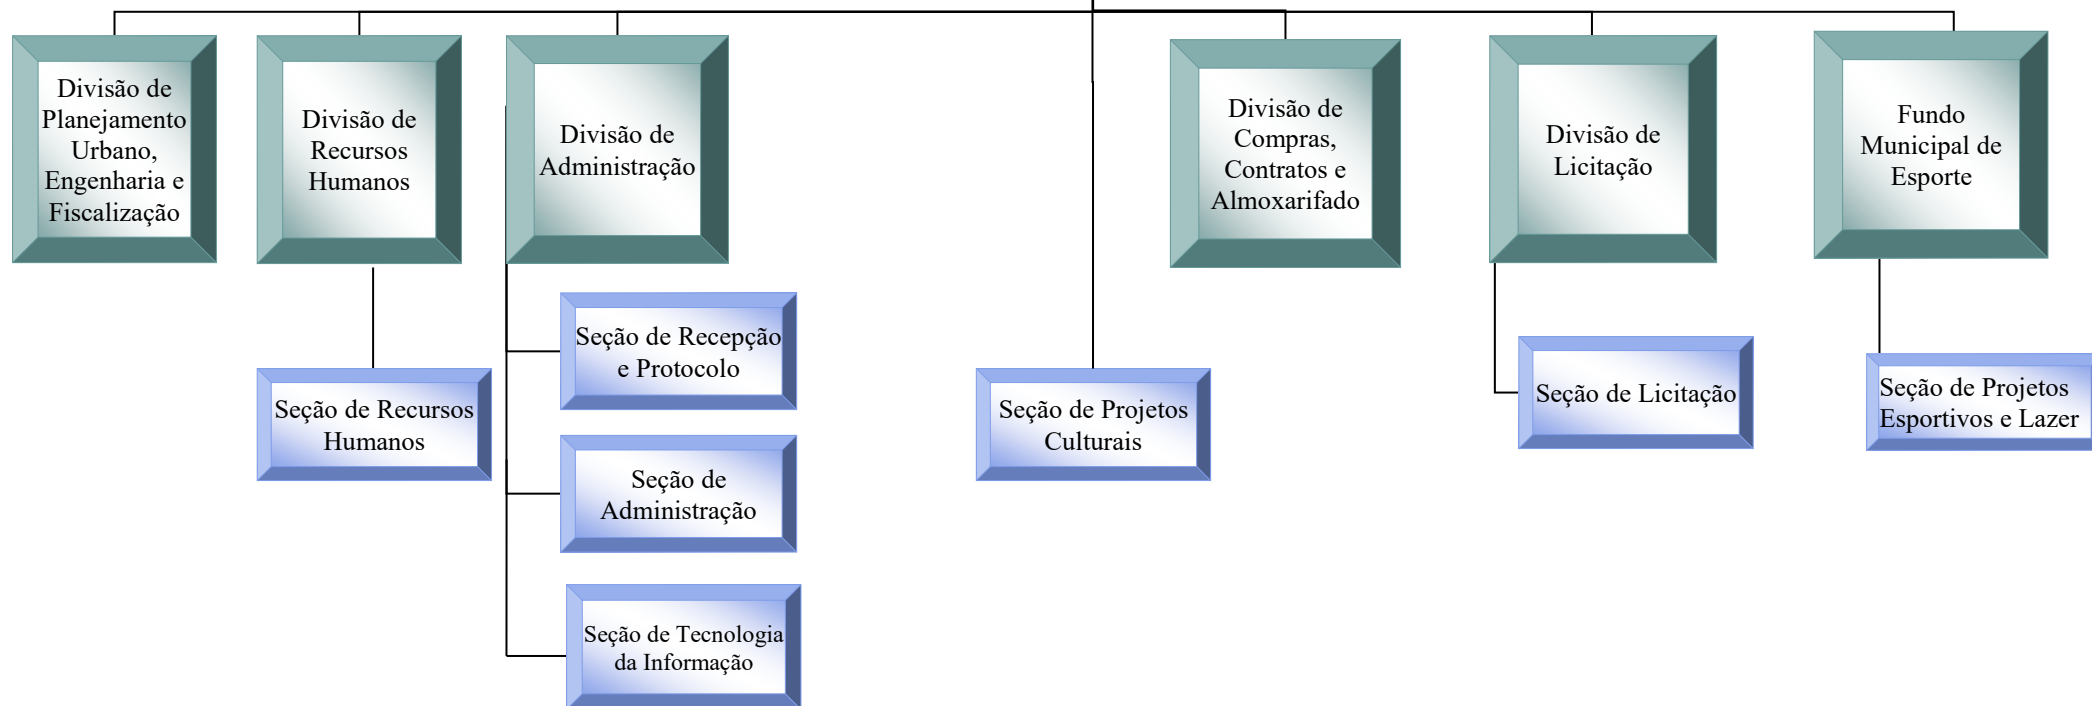 Divisão de
Planejamento
Urbano,
Engenharia e
Fiscalização
Divisão de
Recursos
Humanos
Divisão de
Administração
Divisão de
Compras,
Contratos e
Almoxarifado
Divisão de
Licitação
Fundo
Municipal de
Esporte
Seção de Recepção
e Protocolo
Seção de Recursos
Humanos
Seção de Projetos
Culturais
Seção de Licitação
Seção de Projetos
Esportivos e Lazer
Seção de
Administração
Seção de Tecnologia
da Informação